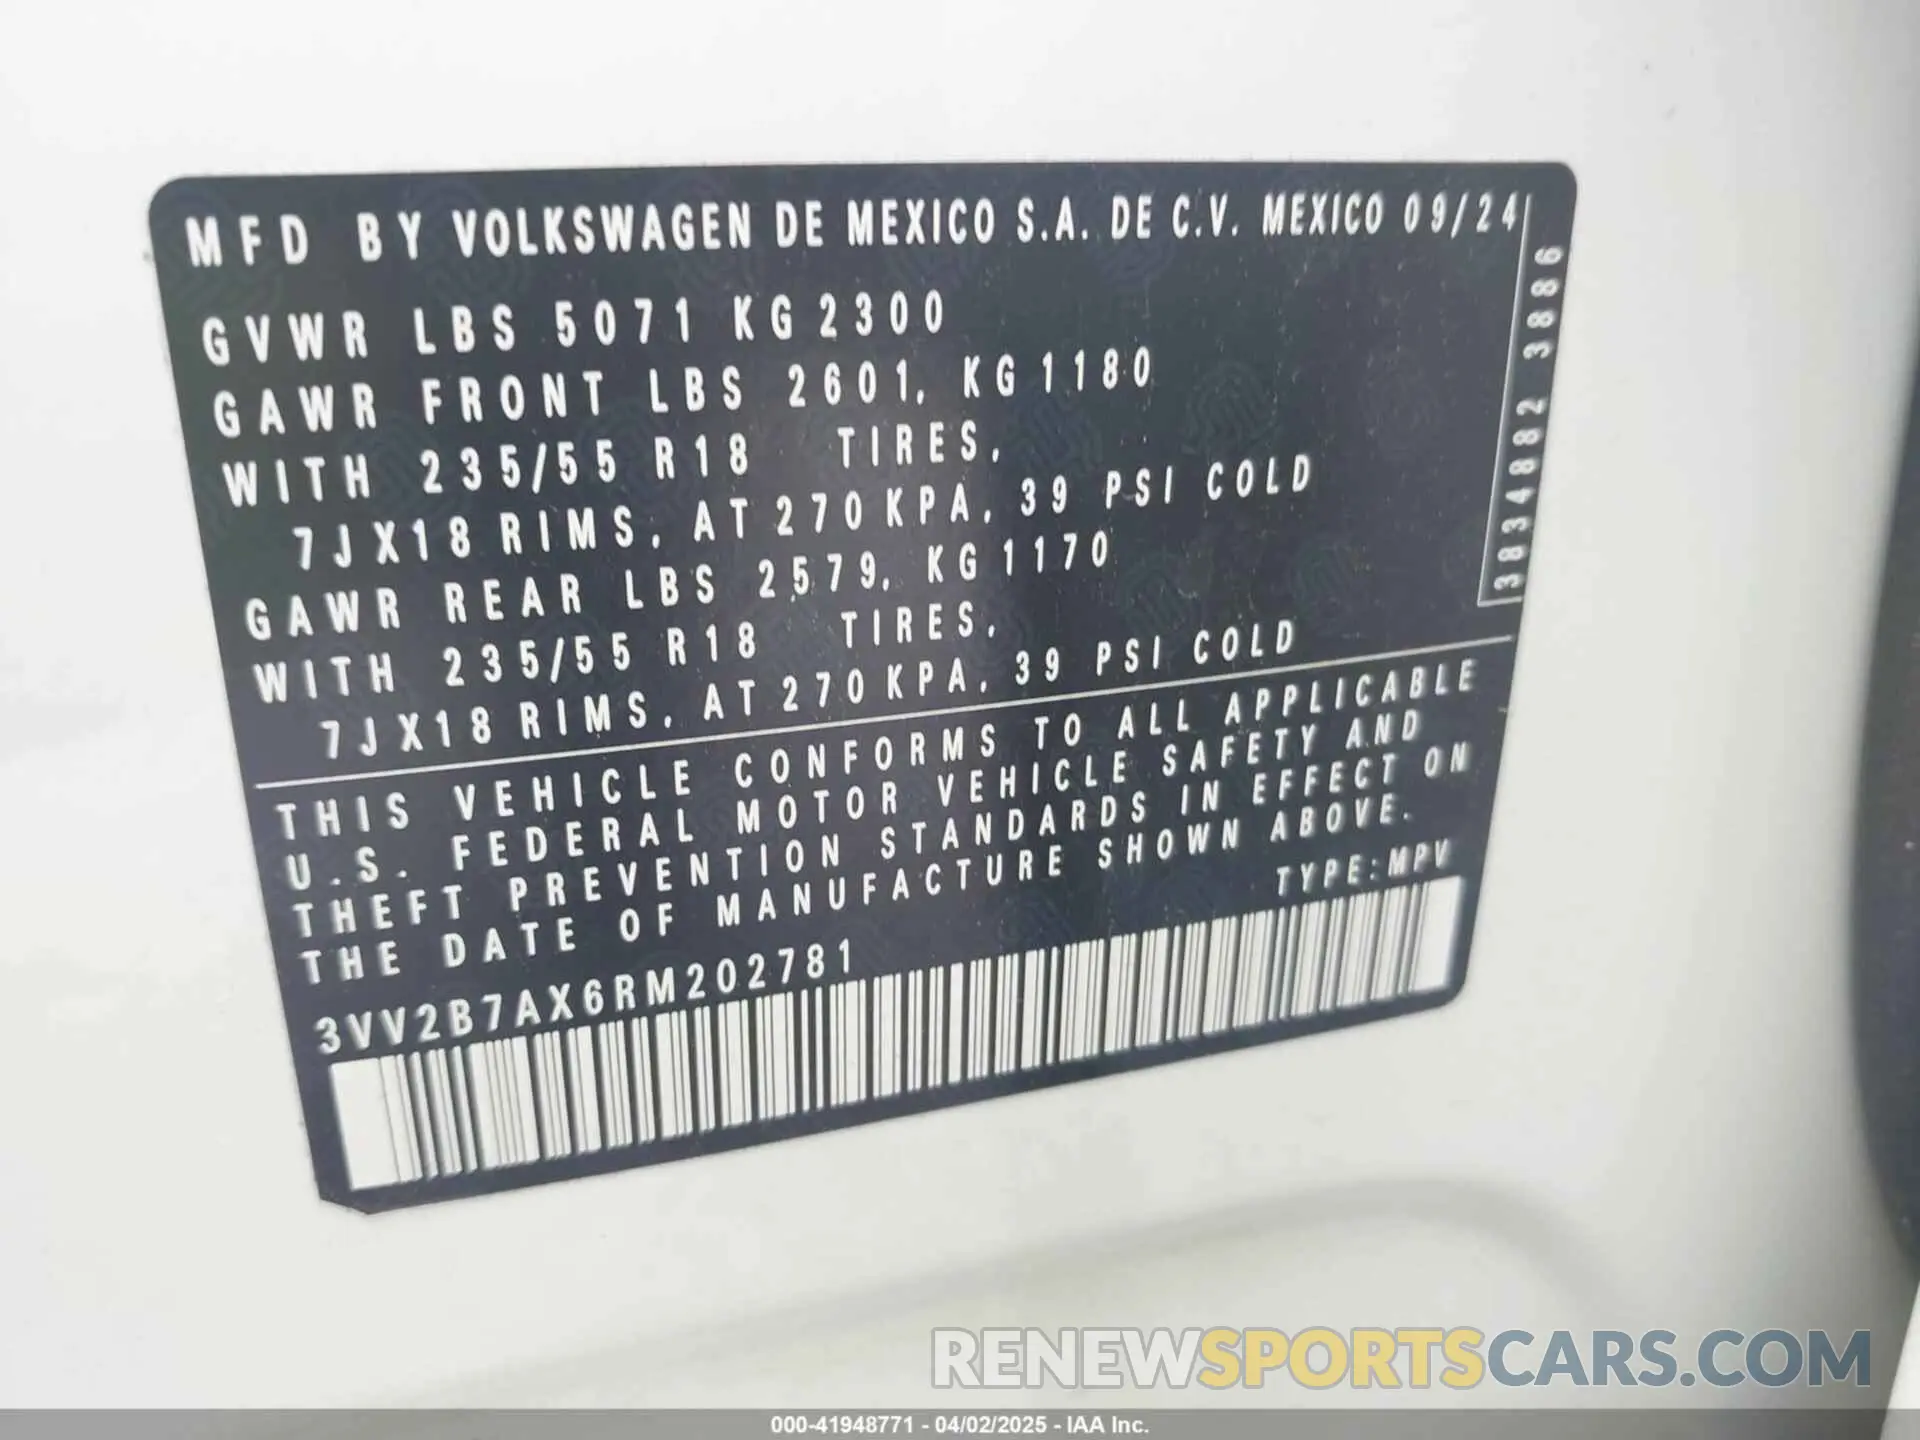 MFD BY VOLKSWAGEN DE MEXICO S.A. DE C.V. MEXICO 09/24
GVWR LBS 5071 KG 2300
GAWR FRONT LBS 2601, KG 1180
WITH 235/55 R18 TIRES,
7JX18 RIMS, AT 270 KPA, 39 PSI COLD
GAWR REAR LBS 2579, KG 1170
WITH 235/55 R18 TIRES,
7JX18 RIMS, AT 270 KPA, 39 PSI COLD
3834882 3886
THIS VEHICLE CONFORMS TO ALL APPLICABLE
U.S. FEDERAL MOTOR VEHICLE SAFETY AND
THEFT PREVENTION STANDARDS IN EFFECT ON
THE DATE OF MANUFACTURE SHOWN ABOVE.
TYPE:MPV
3VV2B7AX6RM202781
RENEWSPORTSCARS.COM
000-41948771 - 04/02/2025 - IAA Inc.